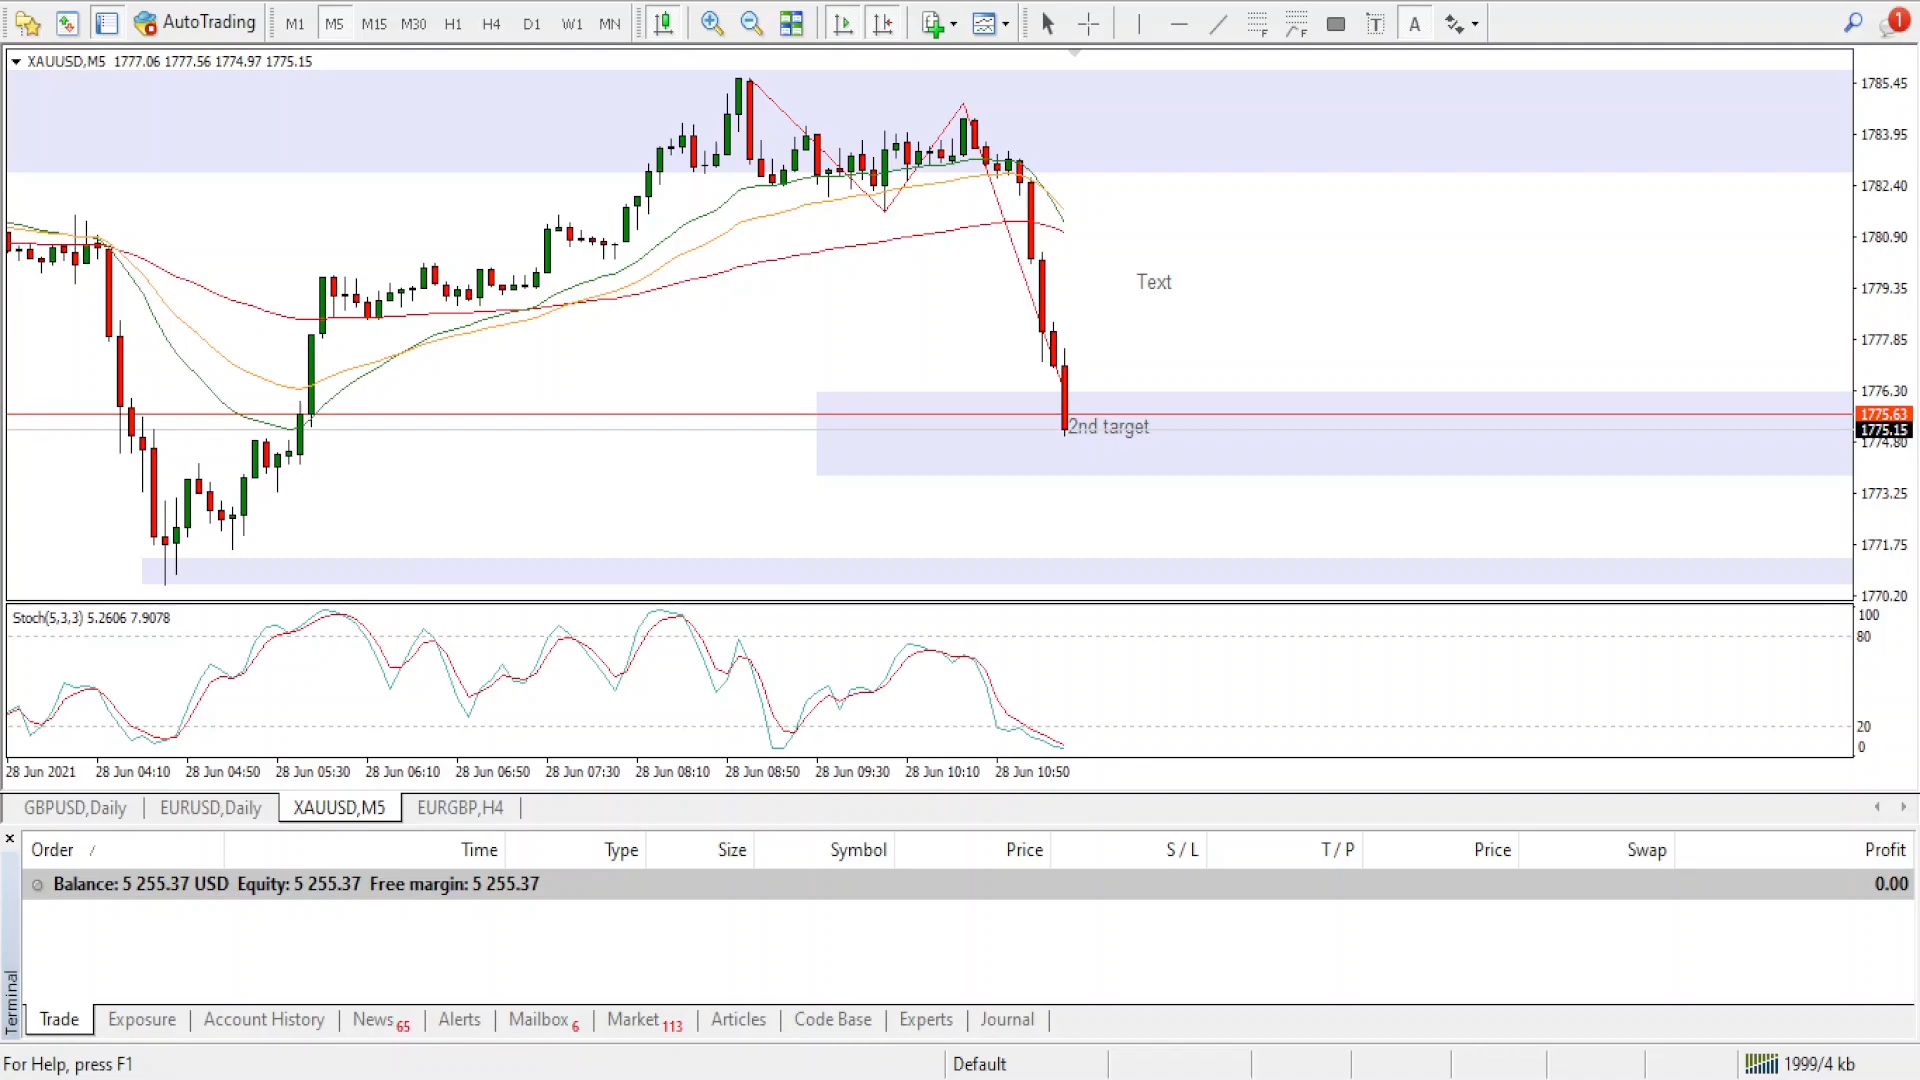 AutoTrading M1 M5 M15 M30 H1 H4 D1 W1 MN F F T A 1
XAUUSD,M5 1777.06 1777.56 1774.97 1775.15
1785.45
1783.95
1782.40
1780.90
Text
1779.35
1777.85
1776.30
1775.63
2nd target
1775.15
1774.80
1773.25
1771.75
1770.20
Stoch(5,3,3) 5.2606 7.9078
100
80
20
0
28 Jun 2021 28 Jun 04:10 28 Jun 04:50 28 Jun 05:30 28 Jun 06:10 28 Jun 06:50 28 Jun 07:30 28 Jun 08:10 28 Jun 08:50 28 Jun 09:30 28 Jun 10:10 28 Jun 10:50
GBPUSD,Daily EURUSD,Daily XAUUSD,M5 EURGBP,H4
Order / Time Type Size Symbol Price S / L T / P Price Swap Profit
Balance: 5 255.37 USD Equity: 5 255.37 Free margin: 5 255.37 0.00
Terminal
Trade Exposure Account History News 65 Alerts Mailbox 6 Market 113 Articles Code Base Experts Journal
For Help, press F1 Default 1999/4 kb